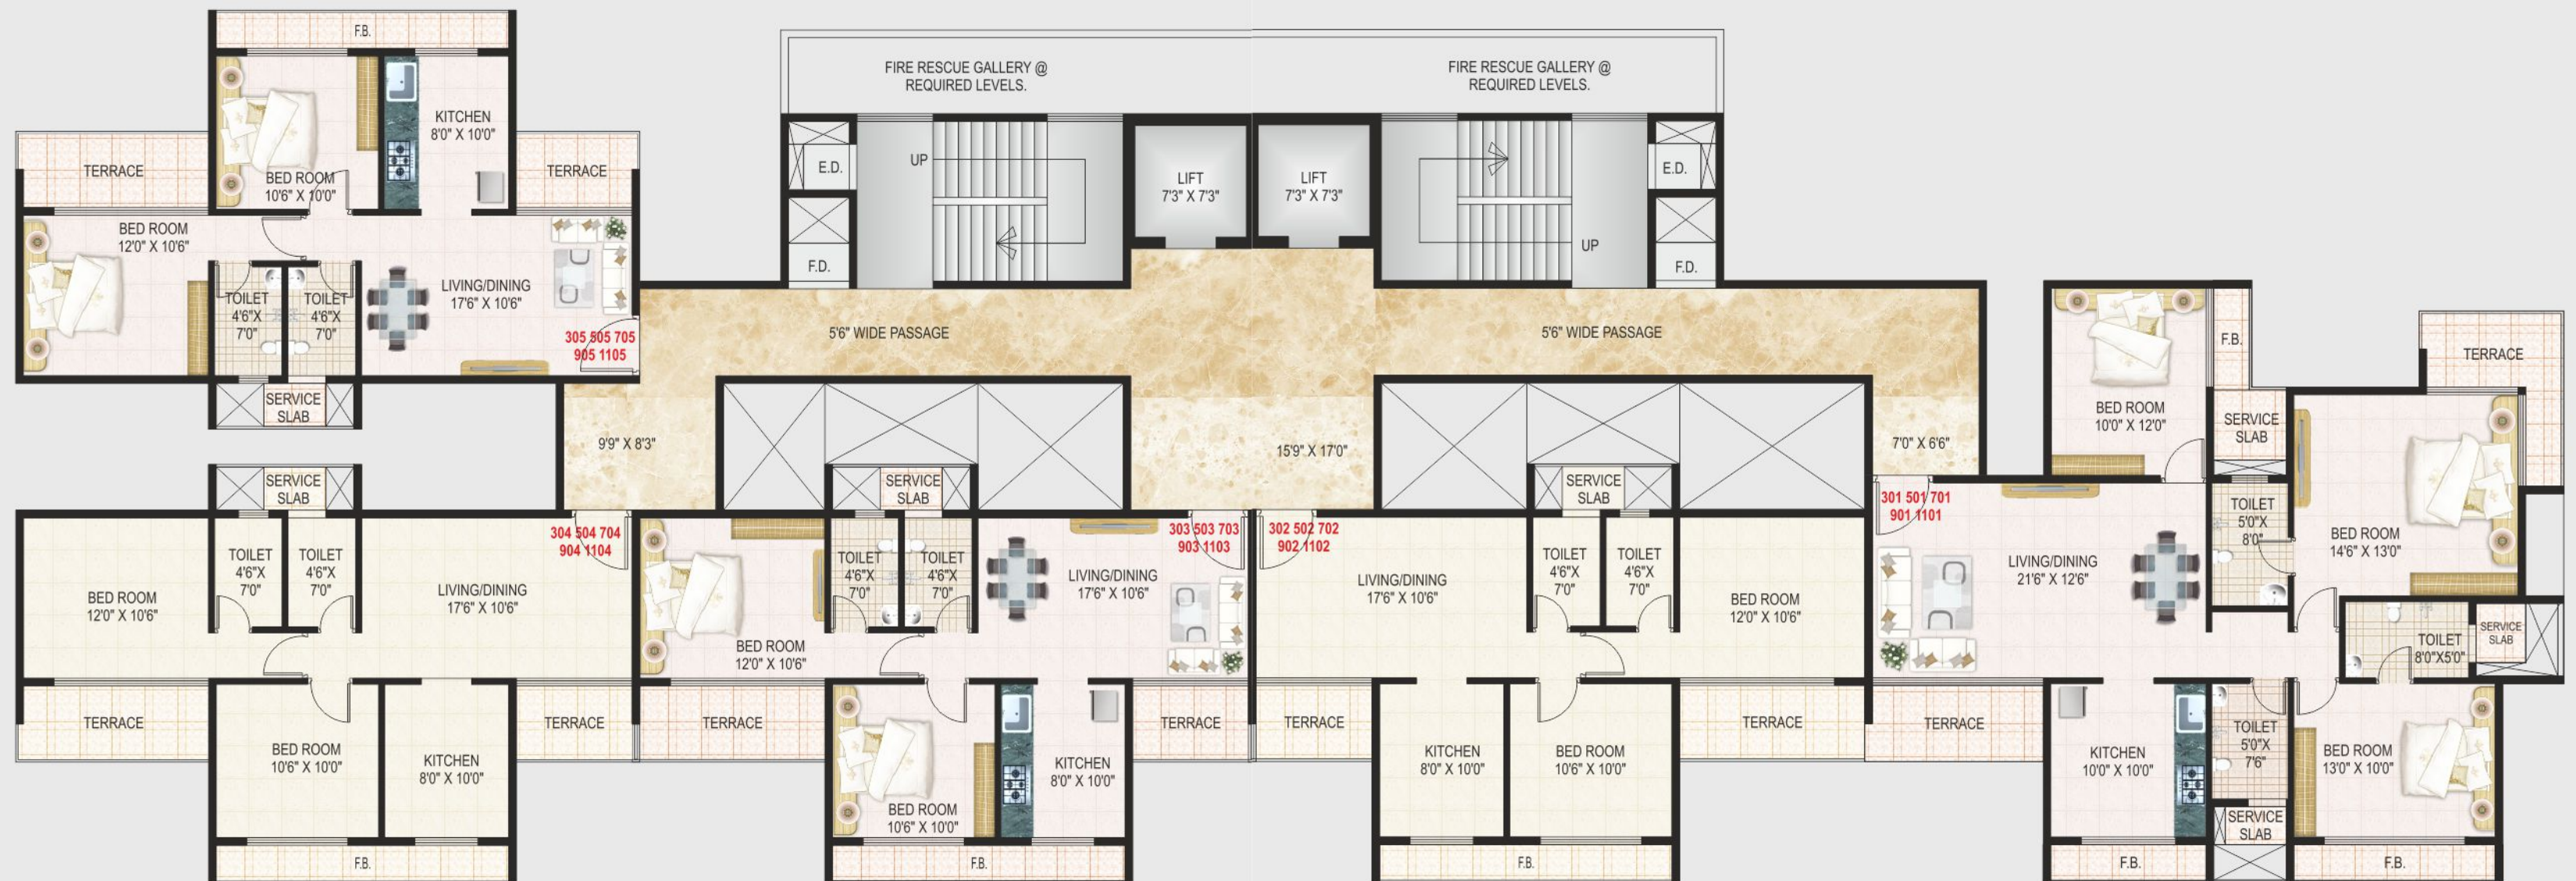 F.B.
KITCHEN
8'0" X 10'0"
TERRACE
BED ROOM
10'6" X 10'0"
TERRACE
BED ROOM
12'0" X 10'6"
TOILET
4'6"X
7'0"
TOILET
4'6"X
7'0"
LIVING/DINING
17'6" X 10'6"
305 505 705
905 1105
SERVICE
SLAB
FIRE RESCUE GALLERY @
REQUIRED LEVELS.
FIRE RESCUE GALLERY @
REQUIRED LEVELS.
E.D.
UP
LIFT
7'3" X 7'3"
LIFT
7'3" X 7'3"
E.D.
F.D.
UP
F.D.
5'6" WIDE PASSAGE
5'6" WIDE PASSAGE
9'9" X 8'3"
15'9" X 17'0"
7'0" X 6'6"
SERVICE
SLAB
BED ROOM
12'0" X 10'6"
TOILET
4'6"X
7'0"
TOILET
4'6"X
7'0"
LIVING/DINING
17'6" X 10'6"
304 504 704
904 1104
TERRACE
BED ROOM
10'6" X 10'0"
KITCHEN
8'0" X 10'0"
TERRACE
F.B.
SERVICE
SLAB
BED ROOM
12'0" X 10'6"
TOILET
4'6"X
7'0"
TOILET
4'6"X
7'0"
LIVING/DINING
17'6" X 10'6"
303 503 703
903 1103
TERRACE
BED ROOM
10'6" X 10'0"
KITCHEN
8'0" X 10'0"
TERRACE
F.B.
302 502 702
902 1102
LIVING/DINING
17'6" X 10'6"
SERVICE
SLAB
TOILET
4'6"X
7'0"
TOILET
4'6"X
7'0"
BED ROOM
12'0" X 10'6"
TERRACE
KITCHEN
8'0" X 10'0"
BED ROOM
10'6" X 10'0"
TERRACE
F.B.
301 501 701
901 1101
LIVING/DINING
21'6" X 12'6"
BED ROOM
10'0" X 12'0"
F.B.
SERVICE
SLAB
TERRACE
TOILET
5'0"X
8'0"
BED ROOM
14'6" X 13'0"
TOILET
8'0"X5'0"
SERVICE
SLAB
TERRACE
KITCHEN
10'0" X 10'0"
TOILET
5'0"X
7'6"
BED ROOM
13'0" X 10'0"
SERVICE
SLAB
F.B.
F.B.